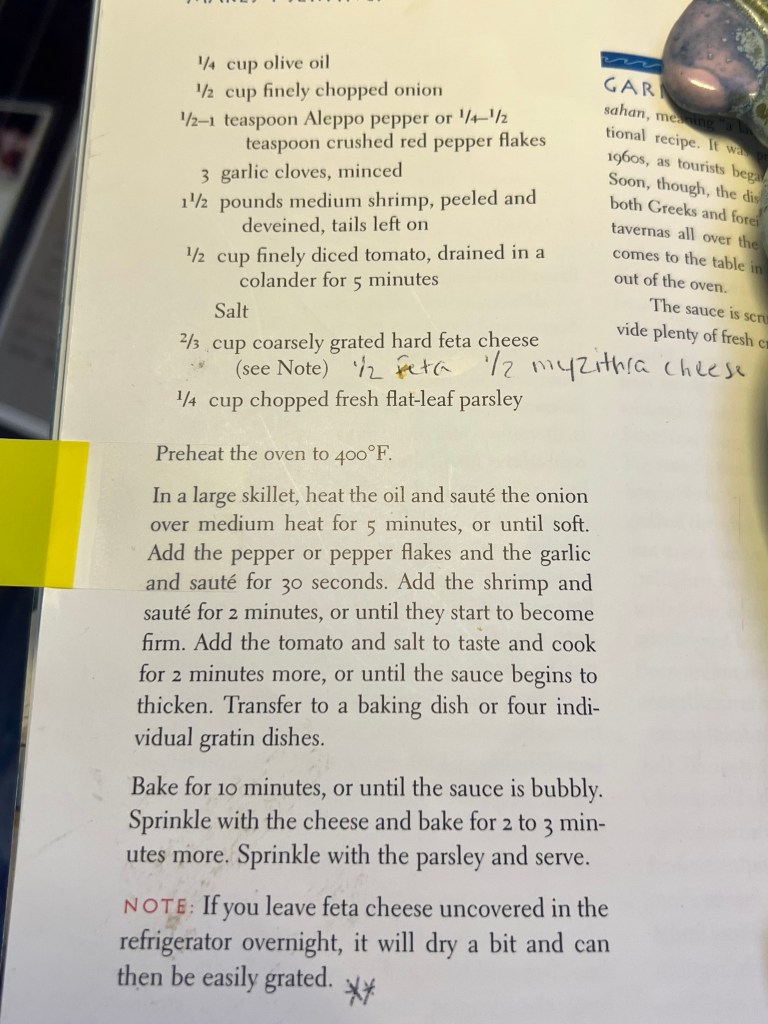 ¼ cup olive oil
½ cup finely chopped onion
½–1 teaspoon Aleppo pepper or ¼–½
teaspoon crushed red pepper flakes
3 garlic cloves, minced
1½ pounds medium shrimp, peeled and
deveined, tails left on
½ cup finely diced tomato, drained in a
colander for 5 minutes
Salt
⅔ cup coarsely grated hard feta cheese
(see Note) ½ feta ½ myzithra cheese
¼ cup chopped fresh flat-leaf parsley
Preheat the oven to 400°F.
In a large skillet, heat the oil and sauté the onion
over medium heat for 5 minutes, or until soft.
Add the pepper or pepper flakes and the garlic
and sauté for 30 seconds. Add the shrimp and
sauté for 2 minutes, or until they start to become
firm. Add the tomato and salt to taste and cook
for 2 minutes more, or until the sauce begins to
thicken. Transfer to a baking dish or four indi-
vidual gratin dishes.
Bake for 10 minutes, or until the sauce is bubbly.
Sprinkle with the cheese and bake for 2 to 3 min-
utes more. Sprinkle with the parsley and serve.
NOTE: If you leave feta cheese uncovered in the
refrigerator overnight, it will dry a bit and can
then be easily grated. **
GAR
sahan, meaning "a
tional recipe. It was
1960s, as tourists bega
Soon, though, the dis
both Greeks and forei
tavernas all over the
comes to the table in
out of the oven.
The sauce is scru
vide plenty of fresh c